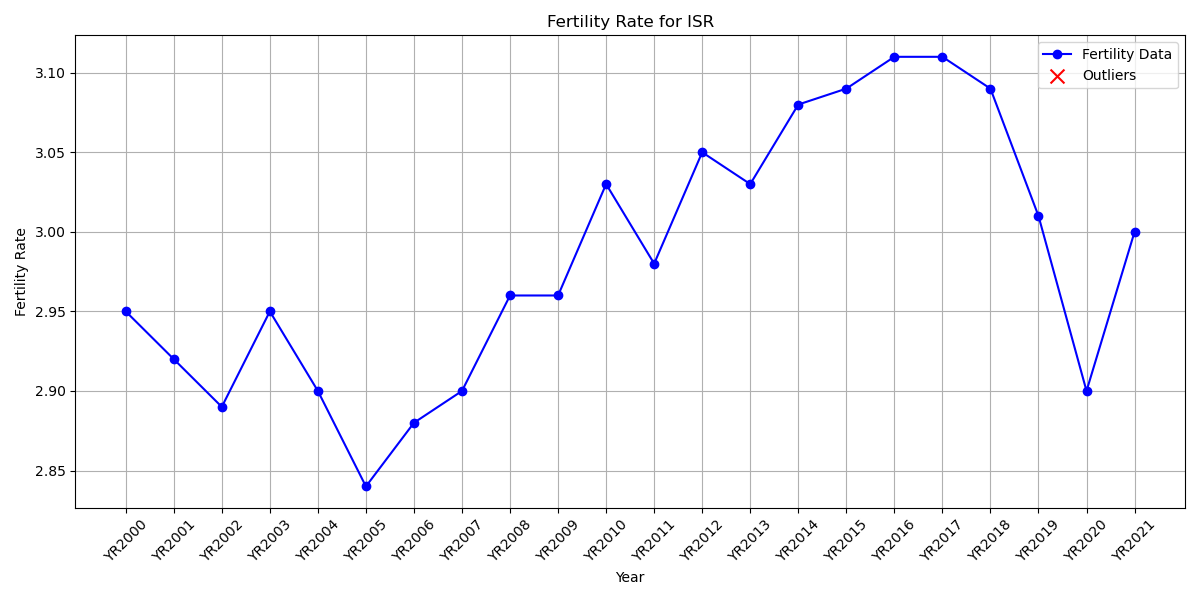 Fertility Rate for ISR
Fertility Data
Outliers
Fertility Rate
3.10
3.05
3.00
2.95
2.90
2.85
YR2000
YR2001
YR2002
YR2003
YR2004
YR2005
YR2006
YR2007
YR2008
YR2009
YR2010
YR2011
YR2012
YR2013
YR2014
YR2015
YR2016
YR2017
YR2018
YR2019
YR2020
YR2021
Year